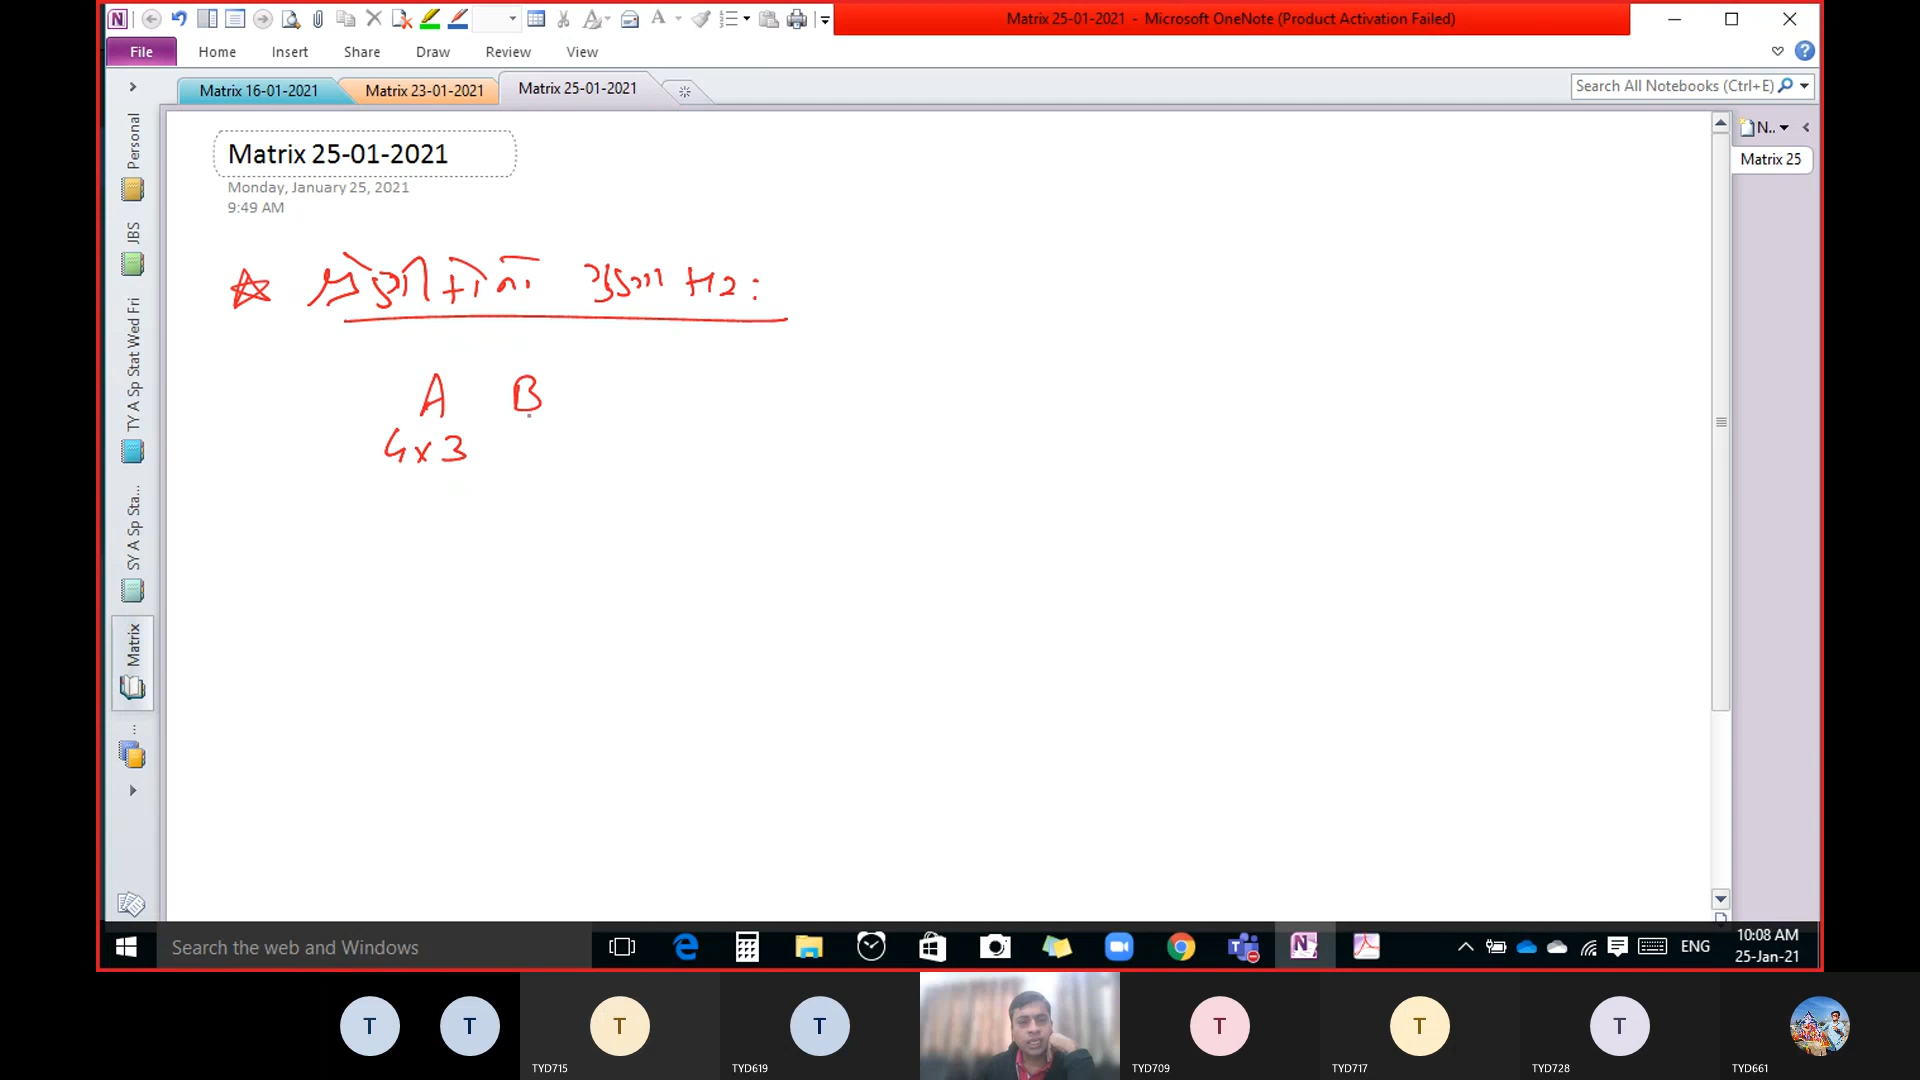 Matrix 25-01-2021 - Microsoft OneNote (Product Activation Failed)
File Home Insert Share Draw Review View
Matrix 16-01-2021 Matrix 23-01-2021 Matrix 25-01-2021
Search All Notebooks (Ctrl+E)
N..
Matrix 25
Personal
JBS
TY A Sp Stat Wed Fri
SY A Sp Sta...
Matrix
...
Matrix 25-01-2021
Monday, January 25, 2021
9:49 AM
A B
4x3
Search the web and Windows
ENG
10:08 AM
25-Jan-21
T T T T T T T
TYD715 TYD619 TYD709 TYD717 TYD728 TYD661